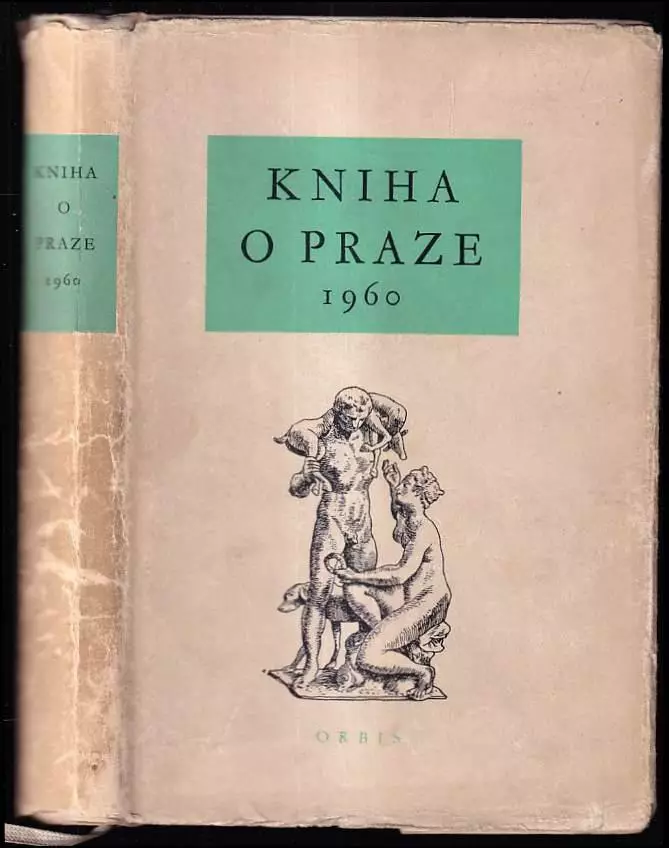 KNIHA
O
PRAZE
1960
KNIHA
O PRAZE
1960
ORBIS